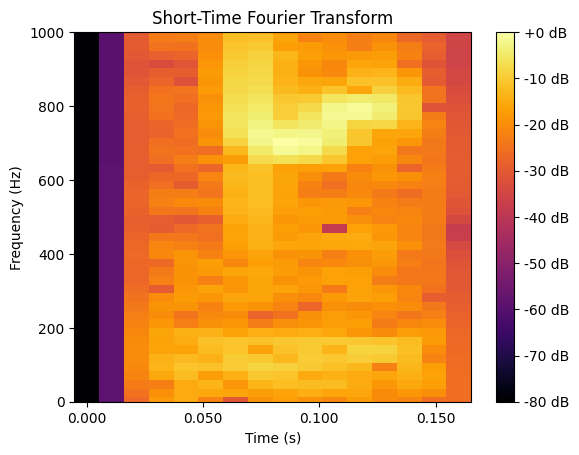 Short-Time Fourier Transform
Frequency (Hz)
1000
800
600
400
200
0
0.000
0.050
0.100
0.150
Time (s)
+0 dB
-10 dB
-20 dB
-30 dB
-40 dB
-50 dB
-60 dB
-70 dB
-80 dB